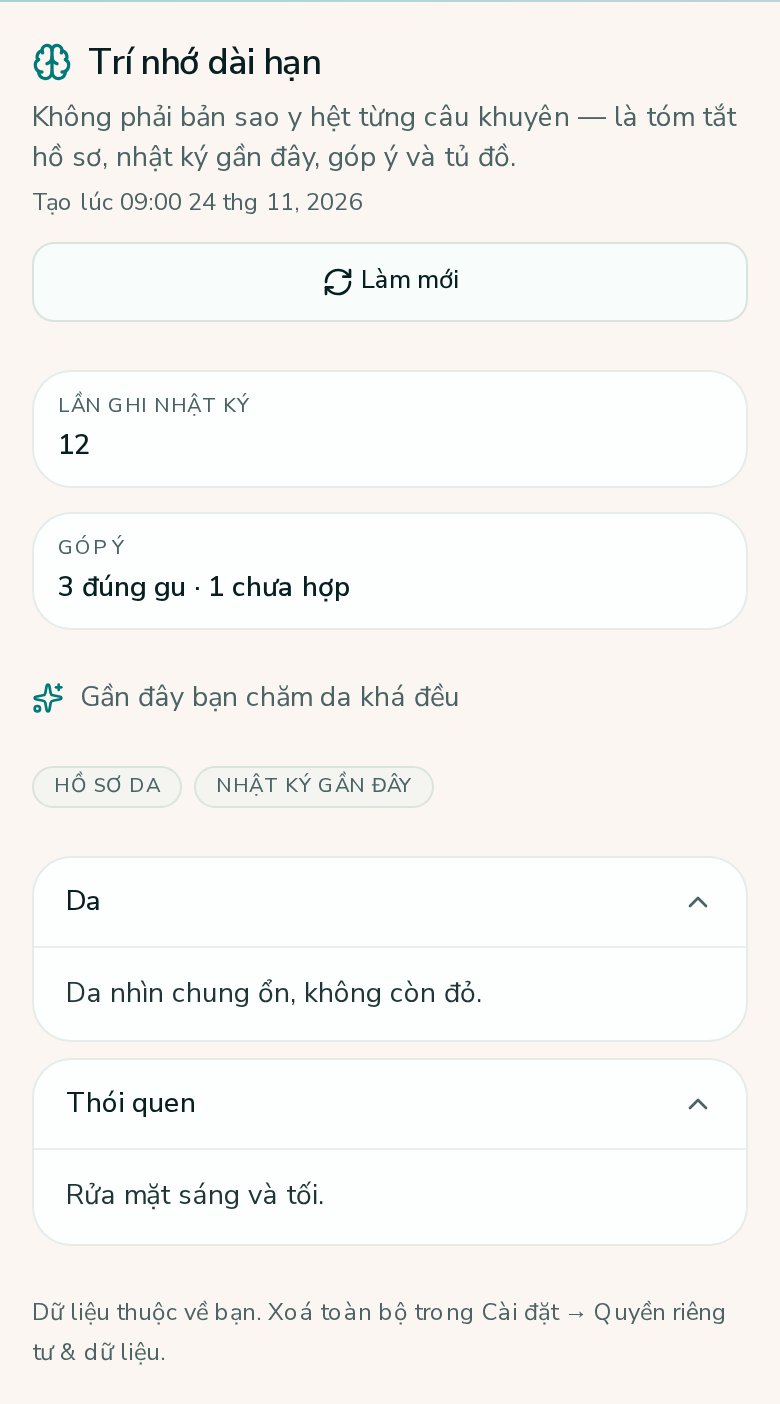 Trí nhớ dài hạn
Không phải bản sao y hệt từng câu khuyên — là tóm tắt
hồ sơ, nhật ký gần đây, góp ý và tủ đồ.
Tạo lúc 09:00 24 thg 11, 2026
Làm mới
LẦN GHI NHẬT KÝ
12
GÓP Ý
3 đúng gu · 1 chưa hợp
Gần đây bạn chăm da khá đều
HỒ SƠ DA
NHẬT KÝ GẦN ĐÂY
Da
Da nhìn chung ổn, không còn đỏ.
Thói quen
Rửa mặt sáng và tối.
Dữ liệu thuộc về bạn. Xoá toàn bộ trong Cài đặt → Quyền riêng
tư & dữ liệu.